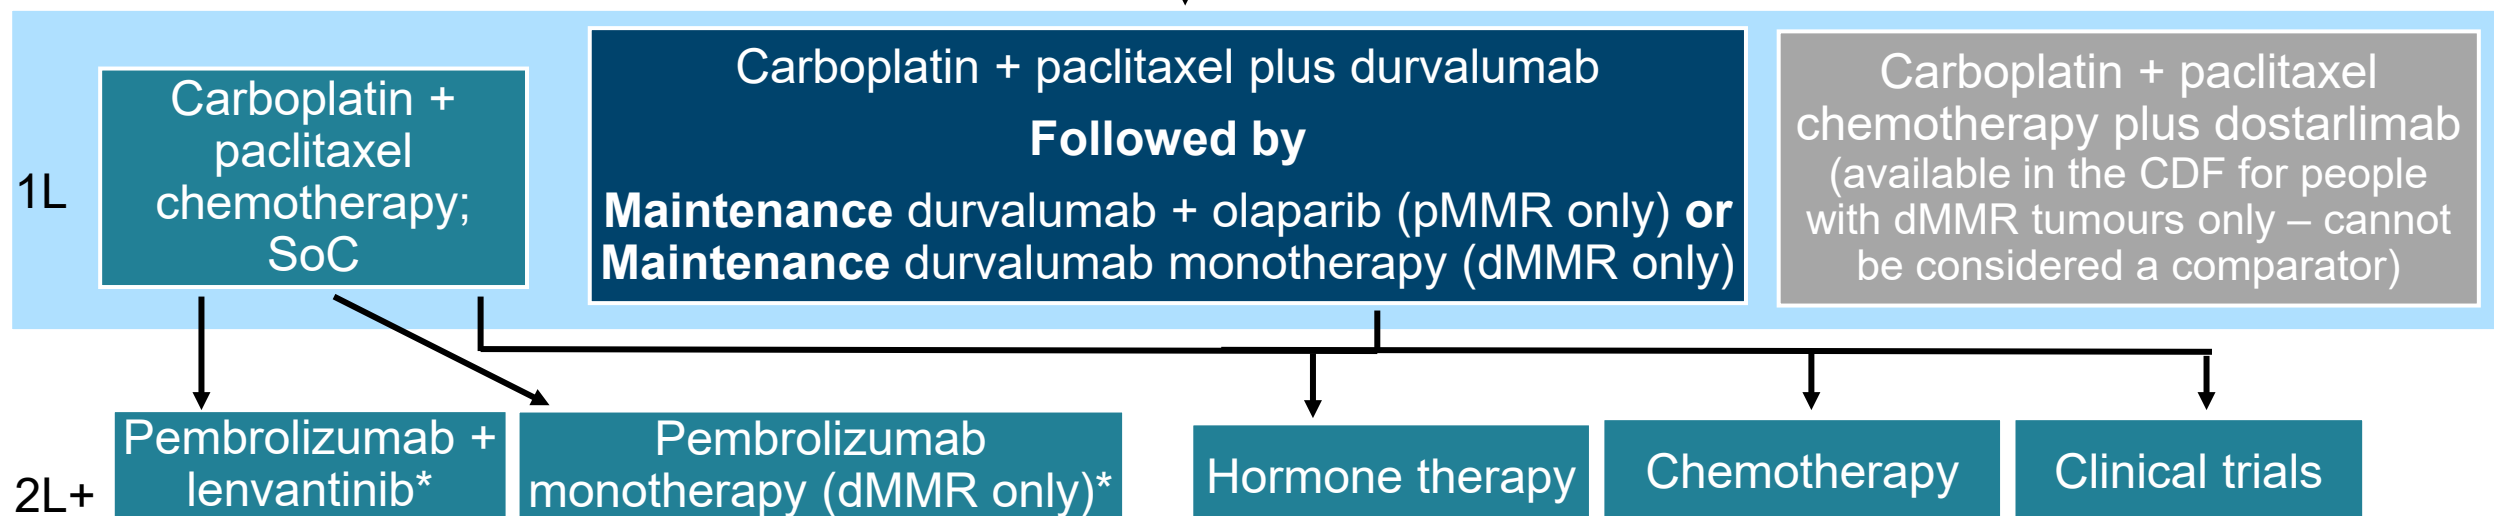 1L
Carboplatin +
paclitaxel
chemotherapy;
SoC
Carboplatin + paclitaxel plus durvalumab
Followed by
Maintenance durvalumab + olaparib (pMMR only) or
Maintenance durvalumab monotherapy (dMMR only)
Carboplatin + paclitaxel
chemotherapy plus dostarlimab
(available in the CDF for people
with dMMR tumours only – cannot
be considered a comparator)
2L+
Pembrolizumab +
lenvantinib*
Pembrolizumab
monotherapy (dMMR only)*
Hormone therapy
Chemotherapy
Clinical trials